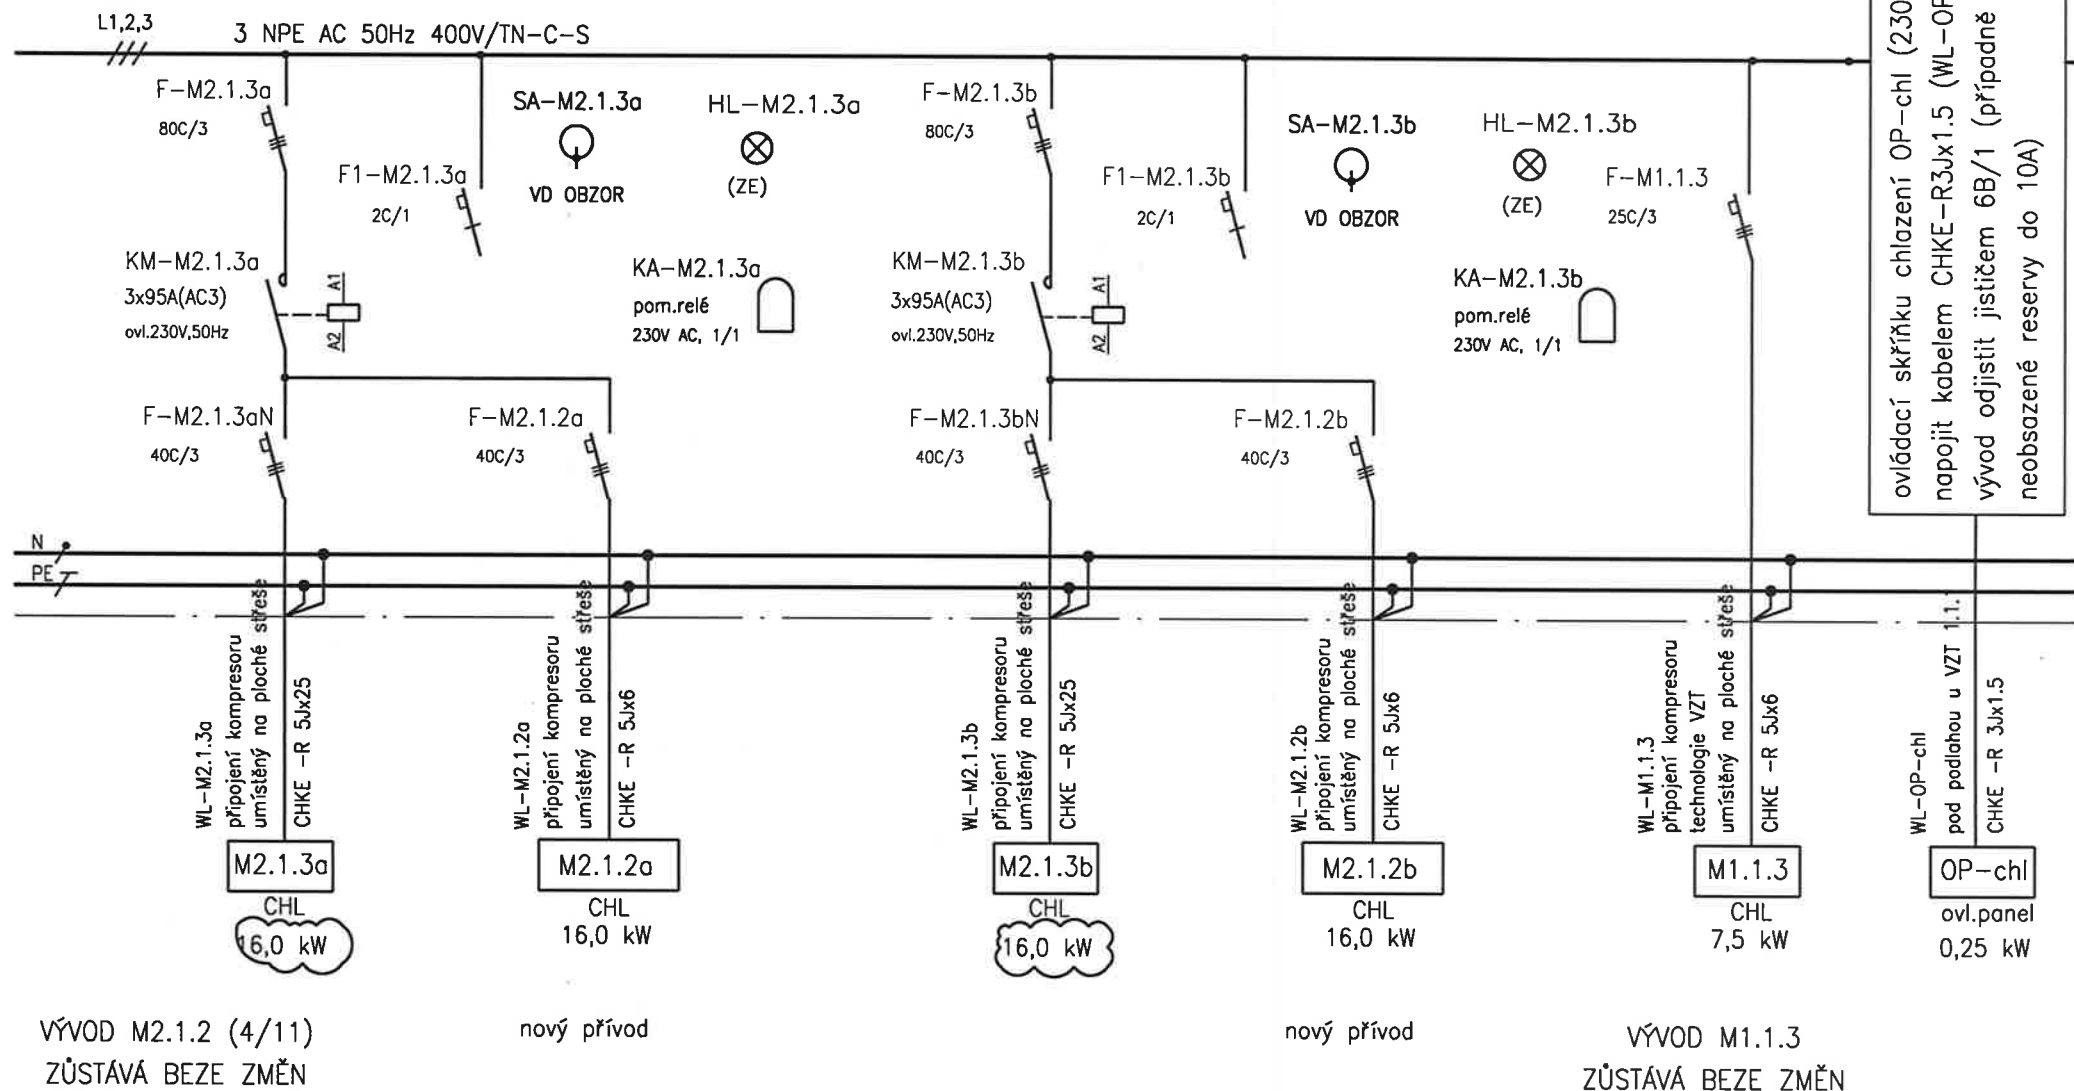 L1,2,3
3 NPE AC 50Hz 400V/TN-C-S
F-M2.1.3a
80C/3
F1-M2.1.3a
2C/1
SA-M2.1.3a
VD OBZOR
HL-M2.1.3a
(ZE)
KM-M2.1.3a
3x95A(AC3)
ovl.230V,50Hz
A1
A2
KA-M2.1.3a
pom.relé
230V AC, 1/1
F-M2.1.3aN
40C/3
F-M2.1.2a
40C/3
F-M2.1.3b
80C/3
F1-M2.1.3b
2C/1
SA-M2.1.3b
VD OBZOR
HL-M2.1.3b
(ZE)
KM-M2.1.3b
3x95A(AC3)
ovl.230V,50Hz
A1
A2
KA-M2.1.3b
pom.relé
230V AC, 1/1
F-M2.1.3bN
40C/3
F-M2.1.2b
40C/3
F-M1.1.3
25C/3
ovládací skříňku chlazení OP-chl (230
napojit kabelem CHKE-R3Jx1.5 (WL-OP
vývod odjistit jističem 6B/1 (případně
neobsazené reservy do 10A)
N
PE
WL-M2.1.3a
připojení kompresoru
umístěný na ploché střeše
CHKE -R 5Jx25
WL-M2.1.2a
připojení kompresoru
umístěný na ploché střeše
CHKE -R 5Jx6
WL-M2.1.3b
připojení kompresoru
umístěný na ploché střeše
CHKE -R 5Jx25
WL-M2.1.2b
připojení kompresoru
umístěný na ploché střeše
CHKE -R 5Jx6
WL-M1.1.3
připojení kompresoru
technologie VZT
umístěný na ploché střeše
CHKE -R 5Jx6
WL-OP-chl
pod podlahou u VZT 1.1.
CHKE -R 3Jx1.5
M2.1.3a
CHL
16,0 kW
M2.1.2a
CHL
16,0 kW
M2.1.3b
CHL
16,0 kW
M2.1.2b
CHL
16,0 kW
M1.1.3
CHL
7,5 kW
OP-chl
ovl.panel
0,25 kW
VÝVOD M2.1.2 (4/11)
ZŮSTÁVÁ BEZE ZMĚN
nový přívod
nový přívod
VÝVOD M1.1.3
ZŮSTÁVÁ BEZE ZMĚN